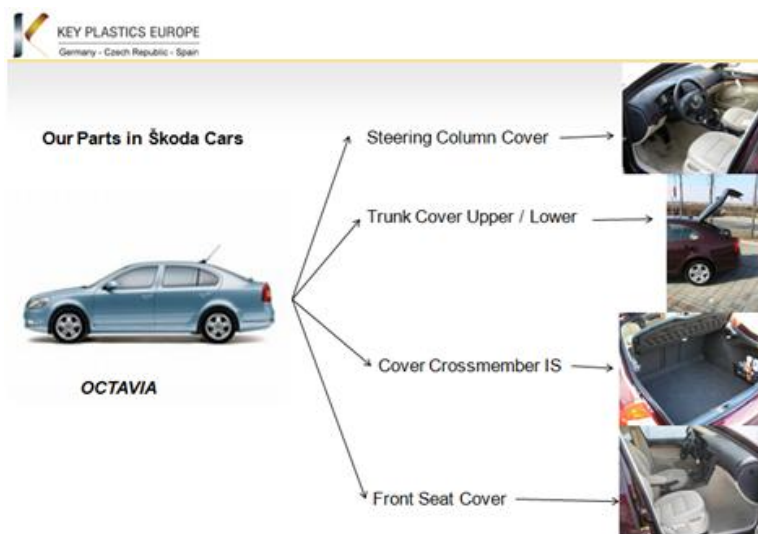 KEY PLASTICS EUROPE
Germany - Czech Republic - Spain
Our Parts in Škoda Cars
Steering Column Cover
Trunk Cover Upper / Lower
OCTAVIA
Cover Crossmember IS
Front Seat Cover